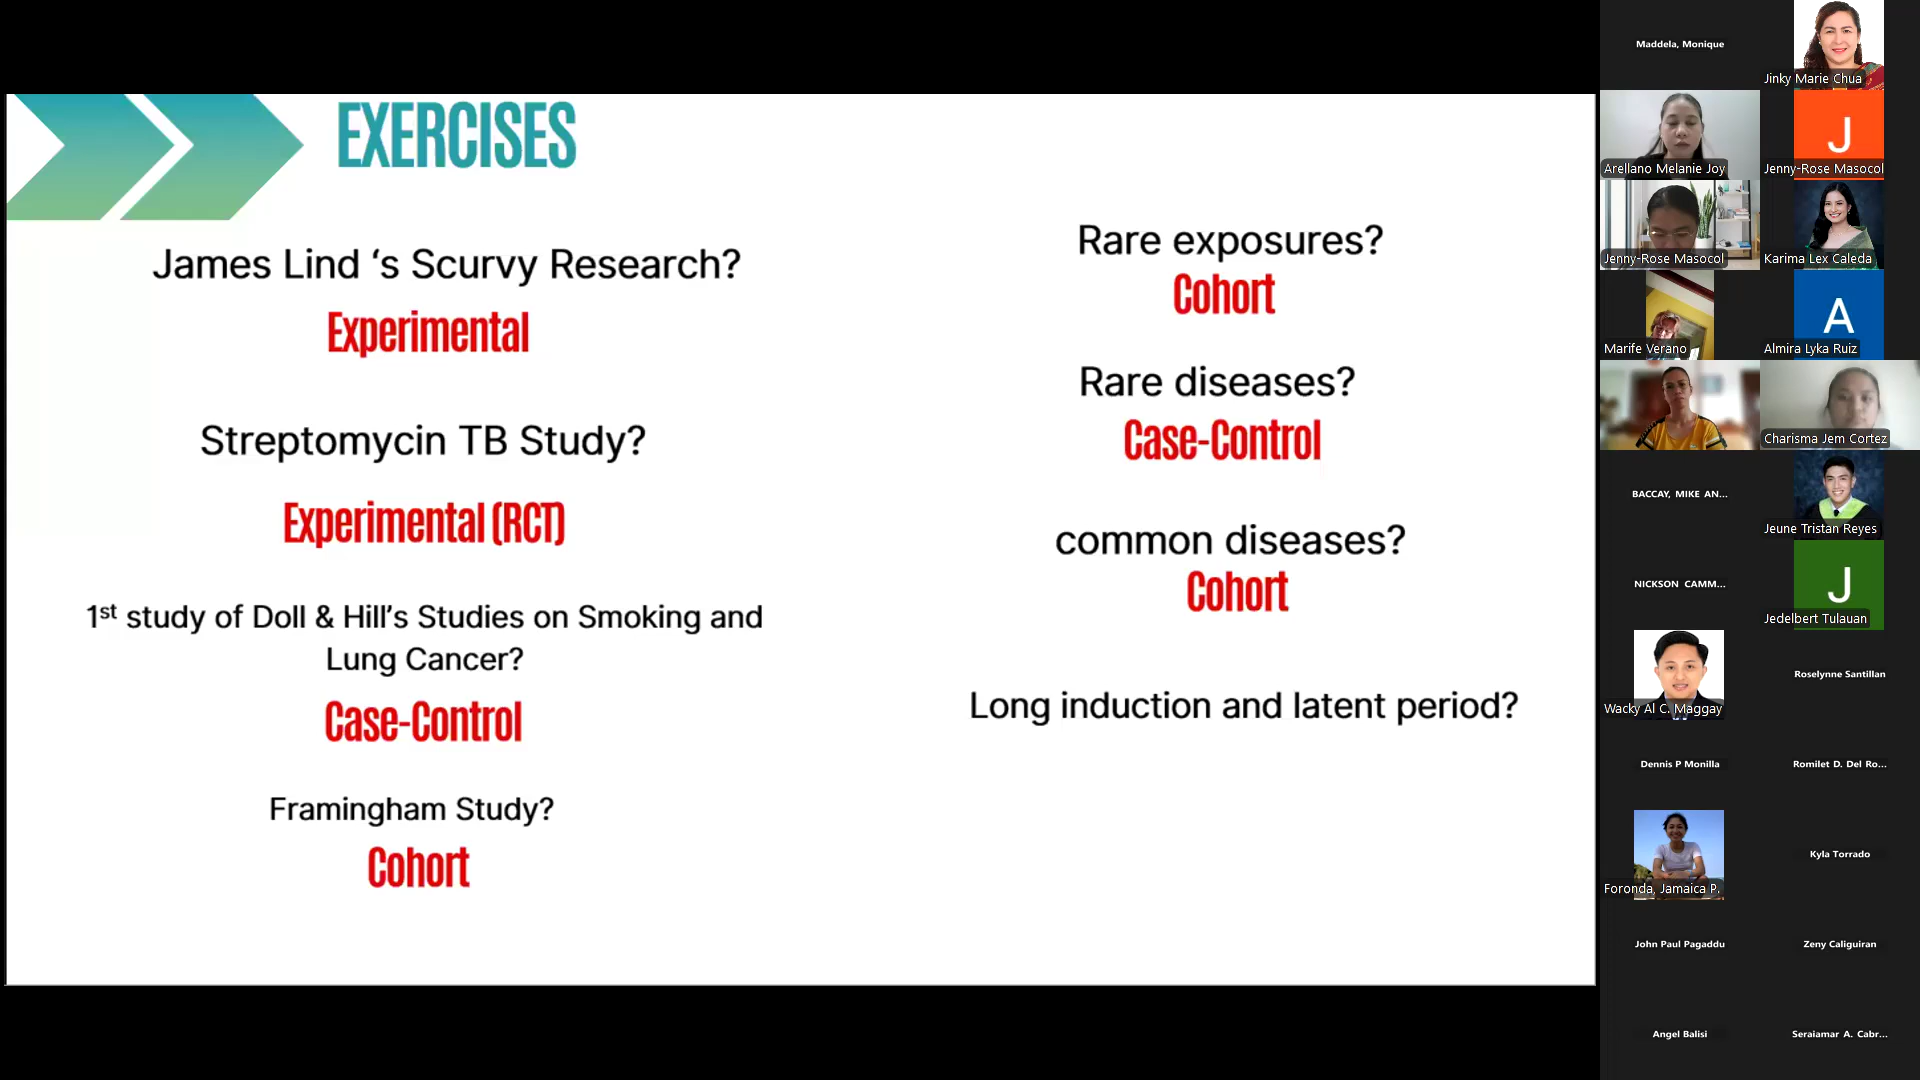 EXERCISES
James Lind ‘s Scurvy Research?
Experimental
Streptomycin TB Study?
Experimental (RCT)
1st study of Doll & Hill’s Studies on Smoking and
Lung Cancer?
Case-Control
Framingham Study?
Cohort
Rare exposures?
Cohort
Rare diseases?
Case-Control
common diseases?
Cohort
Long induction and latent period?
Maddela, Monique
Jinky Marie Chua
Arellano Melanie Joy
J
Jenny-Rose Masocol
Jenny-Rose Masocol
Karima Lex Caleda
Marife Verano
A
Almira Lyka Ruiz
Charisma Jem Cortez
BACCAY, MIKE AN...
Jeune Tristan Reyes
NICKSON CAMM...
J
Jedelbert Tulauan
Wacky Al C. Maggay
Roselynne Santillan
Dennis P Monilla
Romilet D. Del Ro...
Foronda, Jamaica P.
Kyla Torrado
John Paul Pagaddu
Zeny Caliguiran
Angel Balisi
Seraiamar A. Cabr...